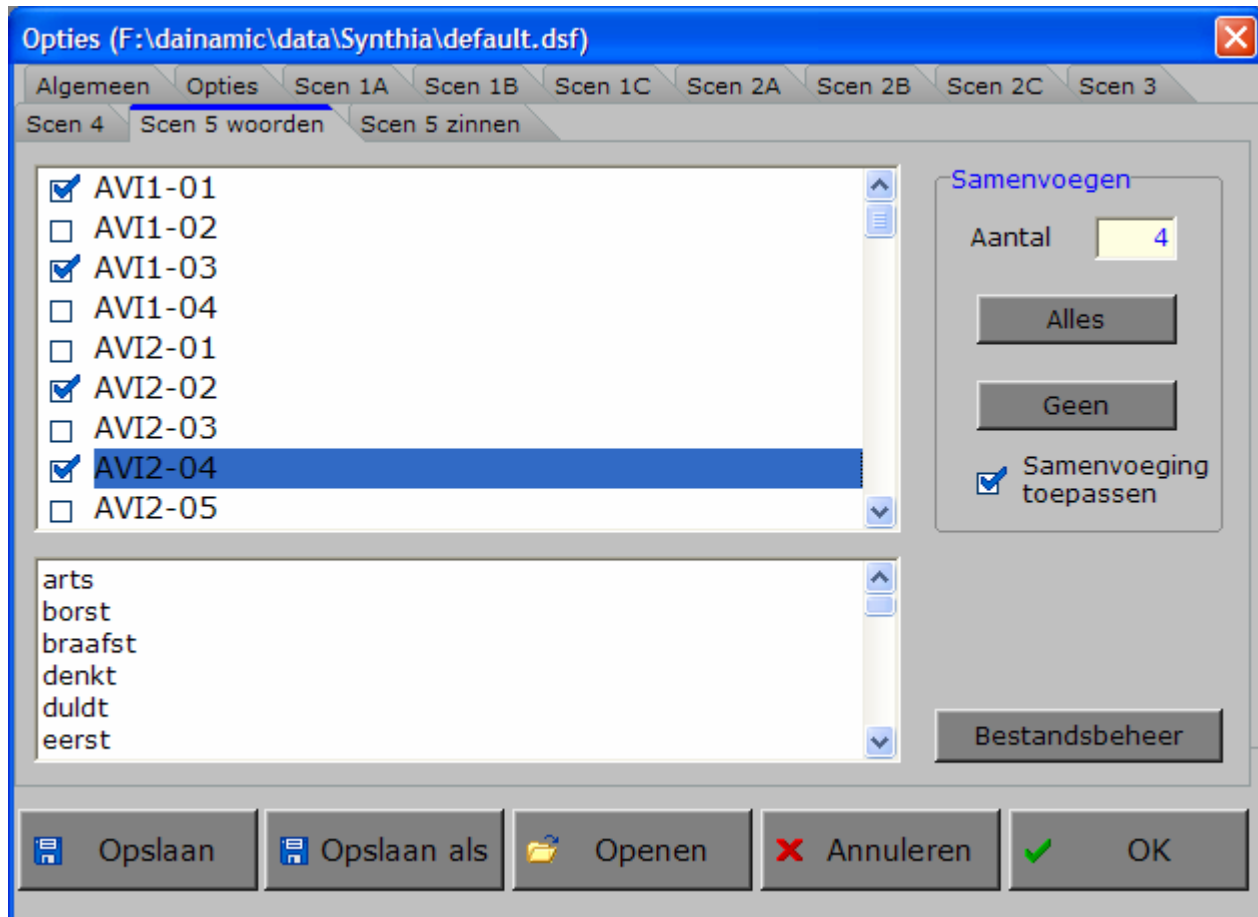 Opties (F:\dainamic\data\Synthia\default.dsf)
Algemeen Opties Scen 1A Scen 1B Scen 1C Scen 2A Scen 2B Scen 2C Scen 3
Scen 4 Scen 5 woorden Scen 5 zinnen
AVI1-01
AVI1-02
AVI1-03
AVI1-04
AVI2-01
AVI2-02
AVI2-03
AVI2-04
AVI2-05
Samenvoegen
Aantal 4
Alles
Geen
Samenvoeging
toepassen
arts
borst
braafst
denkt
duldt
eerst
Bestandsbeheer
Opslaan Opslaan als Openen Annuleren OK